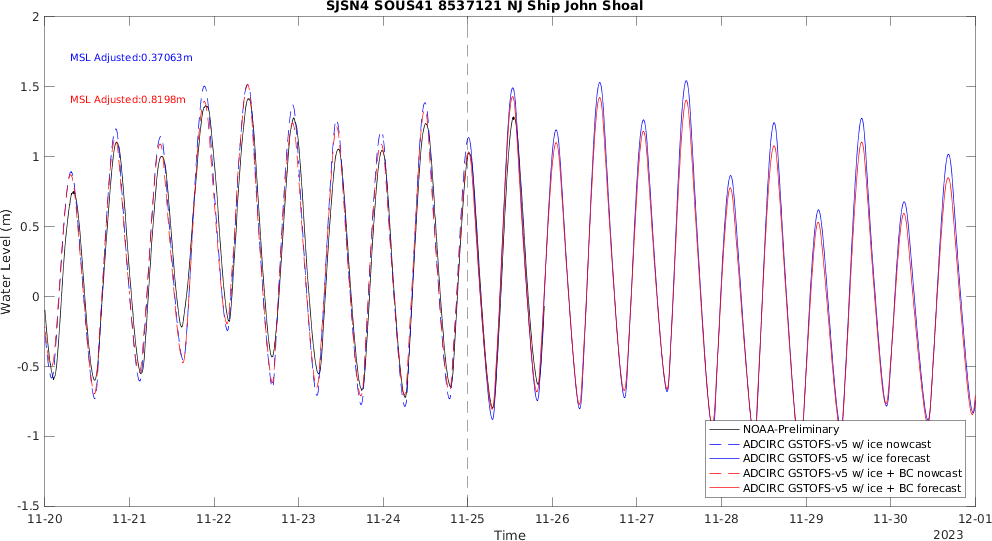 SJSN4 SOUS41 8537121 NJ Ship John Shoal
MSL Adjusted:0.37063m
MSL Adjusted:0.8198m
Water Level (m)
2
1.5
1
0.5
0
-0.5
-1
-1.5
NOAA-Preliminary
ADCIRC GSTOFS-v5 w/ ice nowcast
ADCIRC GSTOFS-v5 w/ ice forecast
ADCIRC GSTOFS-v5 w/ ice + BC nowcast
ADCIRC GSTOFS-v5 w/ ice + BC forecast
11-20 11-21 11-22 11-23 11-24 11-25 11-26 11-27 11-28 11-29 11-30 12-01
Time
2023